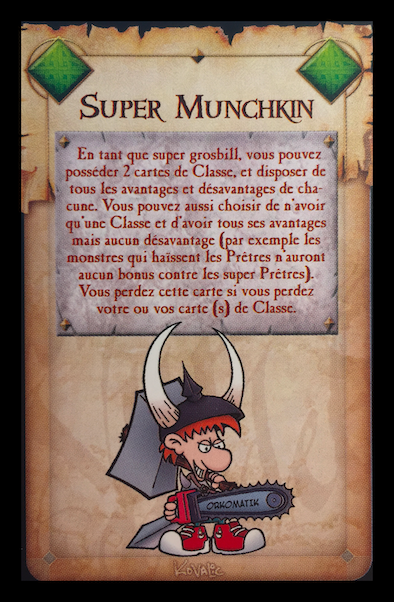 Super Munchkin
En tant que super grosbill, vous pouvez
posséder 2 cartes de Classe, et disposer de
tous les avantages et désavantages de cha-
cune. Vous pouvez aussi choisir de n'avoir
qu'une Classe et d'avoir tous ses avantages
mais aucun désavantage (par exemple les
monstres qui haïssent les Prêtres n'auront
aucun bonus contre les super Prêtres).
Vous perdez cette carte si vous perdez
votre ou vos carte (s) de Classe.
ORKOMATIK
KOVALIC